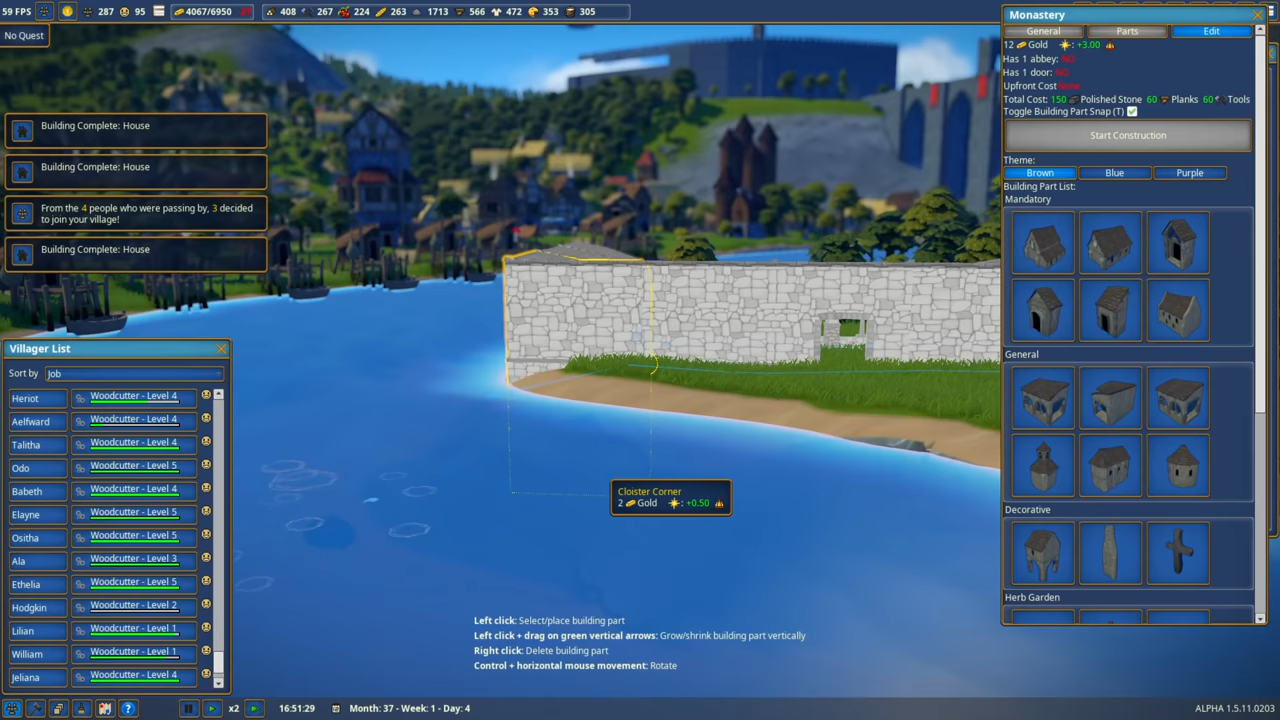 59 FPS
287
95
4067/6950
408
267
224
263
1713
566
472
353
305
No Quest
Building Complete: House
Building Complete: House
From the 4 people who were passing by, 3 decided
to join your village!
Building Complete: House
Villager List
Sort by
Job
Heriot
Woodcutter - Level 4
Aelfward
Woodcutter - Level 4
Talitha
Woodcutter - Level 4
Odo
Woodcutter - Level 5
Babeth
Woodcutter - Level 4
Elayne
Woodcutter - Level 5
Ositha
Woodcutter - Level 5
Ala
Woodcutter - Level 3
Ethelia
Woodcutter - Level 5
Hodgkin
Woodcutter - Level 2
Lilian
Woodcutter - Level 1
William
Woodcutter - Level 1
Jeliana
Woodcutter - Level 4
Cloister Corner
2 Gold : +0.50
Left click: Select/place building part
Left click + drag on green vertical arrows: Grow/shrink building part vertically
Right click: Delete building part
Control + horizontal mouse movement: Rotate
Monastery
General
Parts
Edit
12 Gold : +3.00
Has 1 abbey: NO
Has 1 door: NO
Upfront Cost None
Total Cost: 150 Polished Stone 60 Planks 60 Tools
Toggle Building Part Snap (T)
Start Construction
Theme:
Brown
Blue
Purple
Building Part List:
Mandatory
General
Decorative
Herb Garden
x2
16:51:29
Month: 37 - Week: 1 - Day: 4
ALPHA 1.5.11.0203